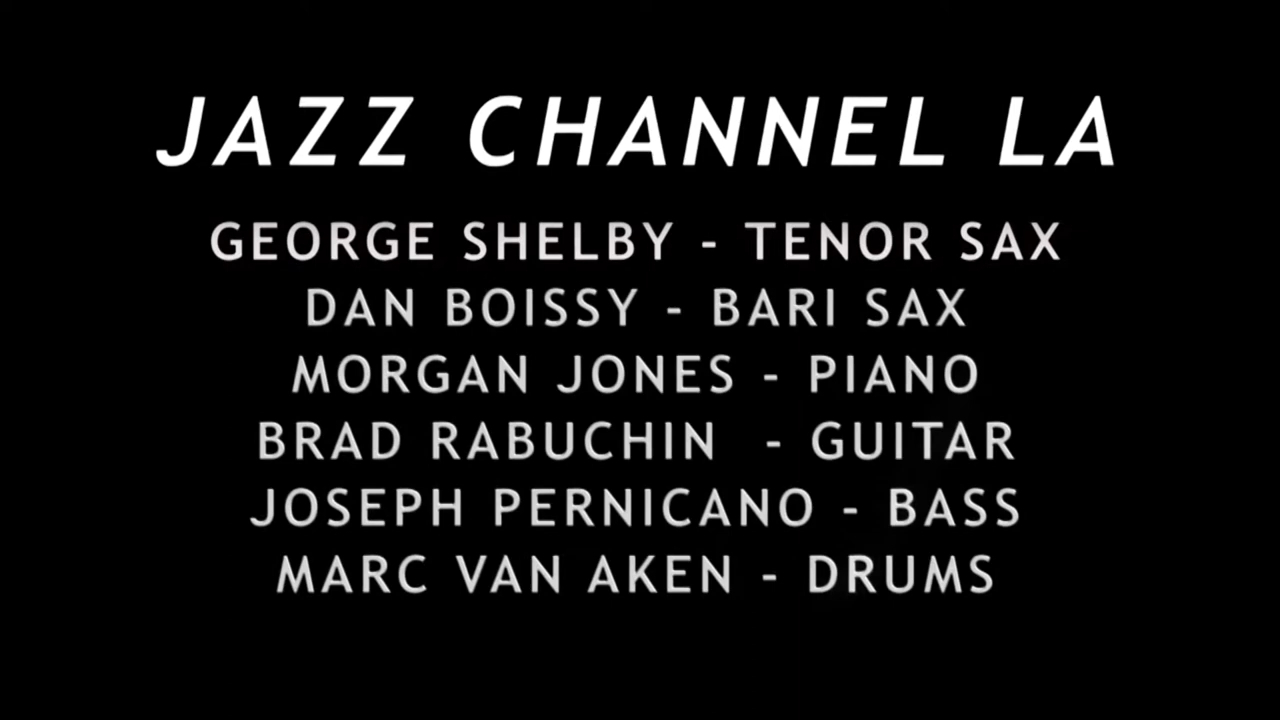 JAZZ CHANNEL LA
GEORGE SHELBY - TENOR SAX
DAN BOISSY - BARI SAX
MORGAN JONES - PIANO
BRAD RABUCHIN - GUITAR
JOSEPH PERNICANO - BASS
MARC VAN AKEN - DRUMS